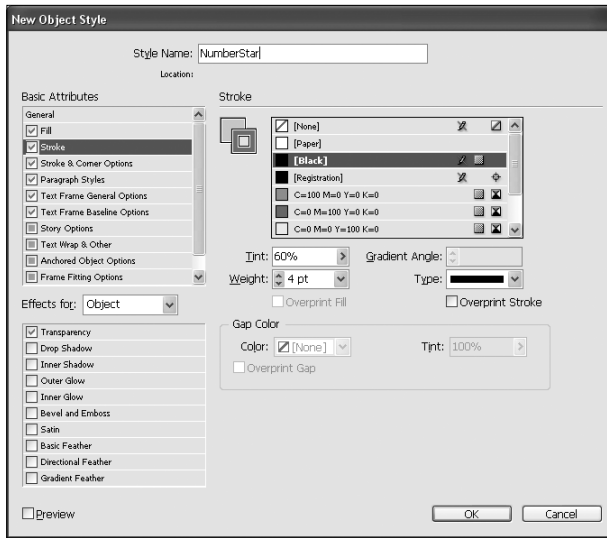 New Object Style
Style Name: NumberStar
Location:
Basic Attributes
General
Fill
Stroke
Stroke & Corner Options
Paragraph Styles
Text Frame General Options
Text Frame Baseline Options
Story Options
Text Wrap & Other
Anchored Object Options
Frame Fitting Options
Effects for: Object
Transparency
Drop Shadow
Inner Shadow
Outer Glow
Inner Glow
Bevel and Emboss
Satin
Basic Feather
Directional Feather
Gradient Feather
Preview
Stroke
[None]
[Paper]
[Black]
[Registration]
C=100 M=0 Y=0 K=0
C=0 M=100 Y=0 K=0
C=0 M=0 Y=100 K=0
Tint: 60% Gradient Angle:
Weight: 4 pt Type:
Overprint Fill Overprint Stroke
Gap Color
Color: [None] Tint: 100%
Overprint Gap
OK Cancel